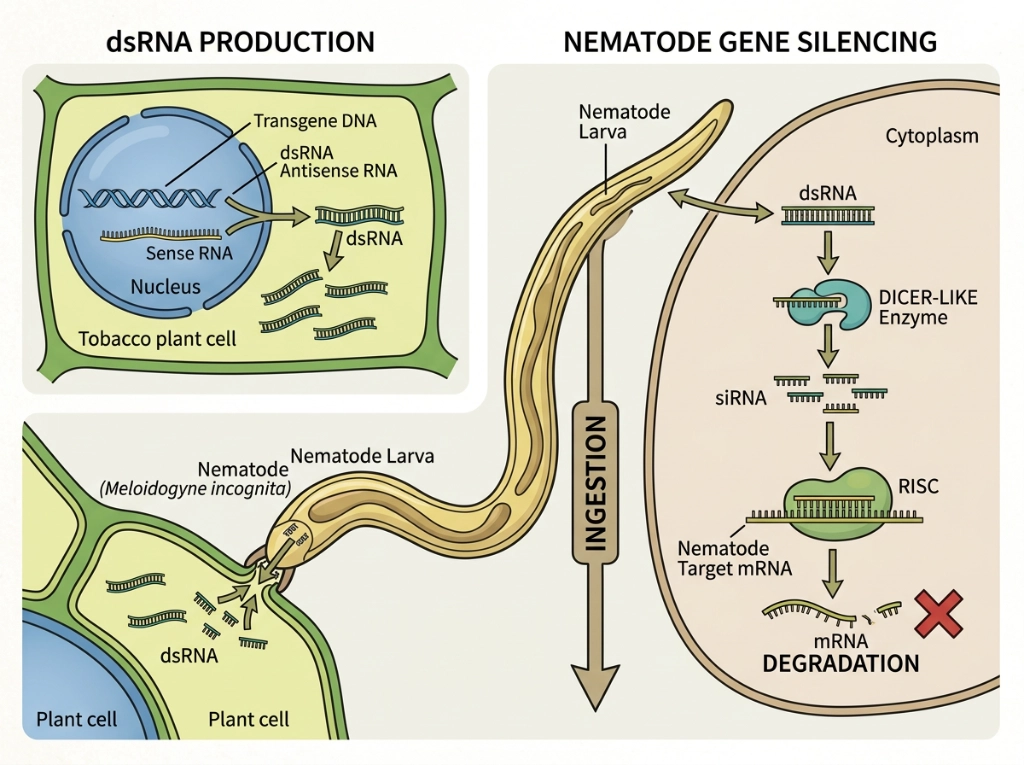 dsRNA PRODUCTION
Transgene DNA
dsRNA
Antisense RNA
dsRNA
Sense RNA
Nucleus
Tobacco plant cell
NEMATODE GENE SILENCING
Nematode
Larva
Cytoplasm
dsRNA
DICER-LIKE
Enzyme
siRNA
RISC
Nematode
Target mRNA
mRNA
DEGRADATION
INGESTION
Nematode Larva
Nematode
(Meloidogyne incognita)
dsRNA
Plant cell
Plant cell